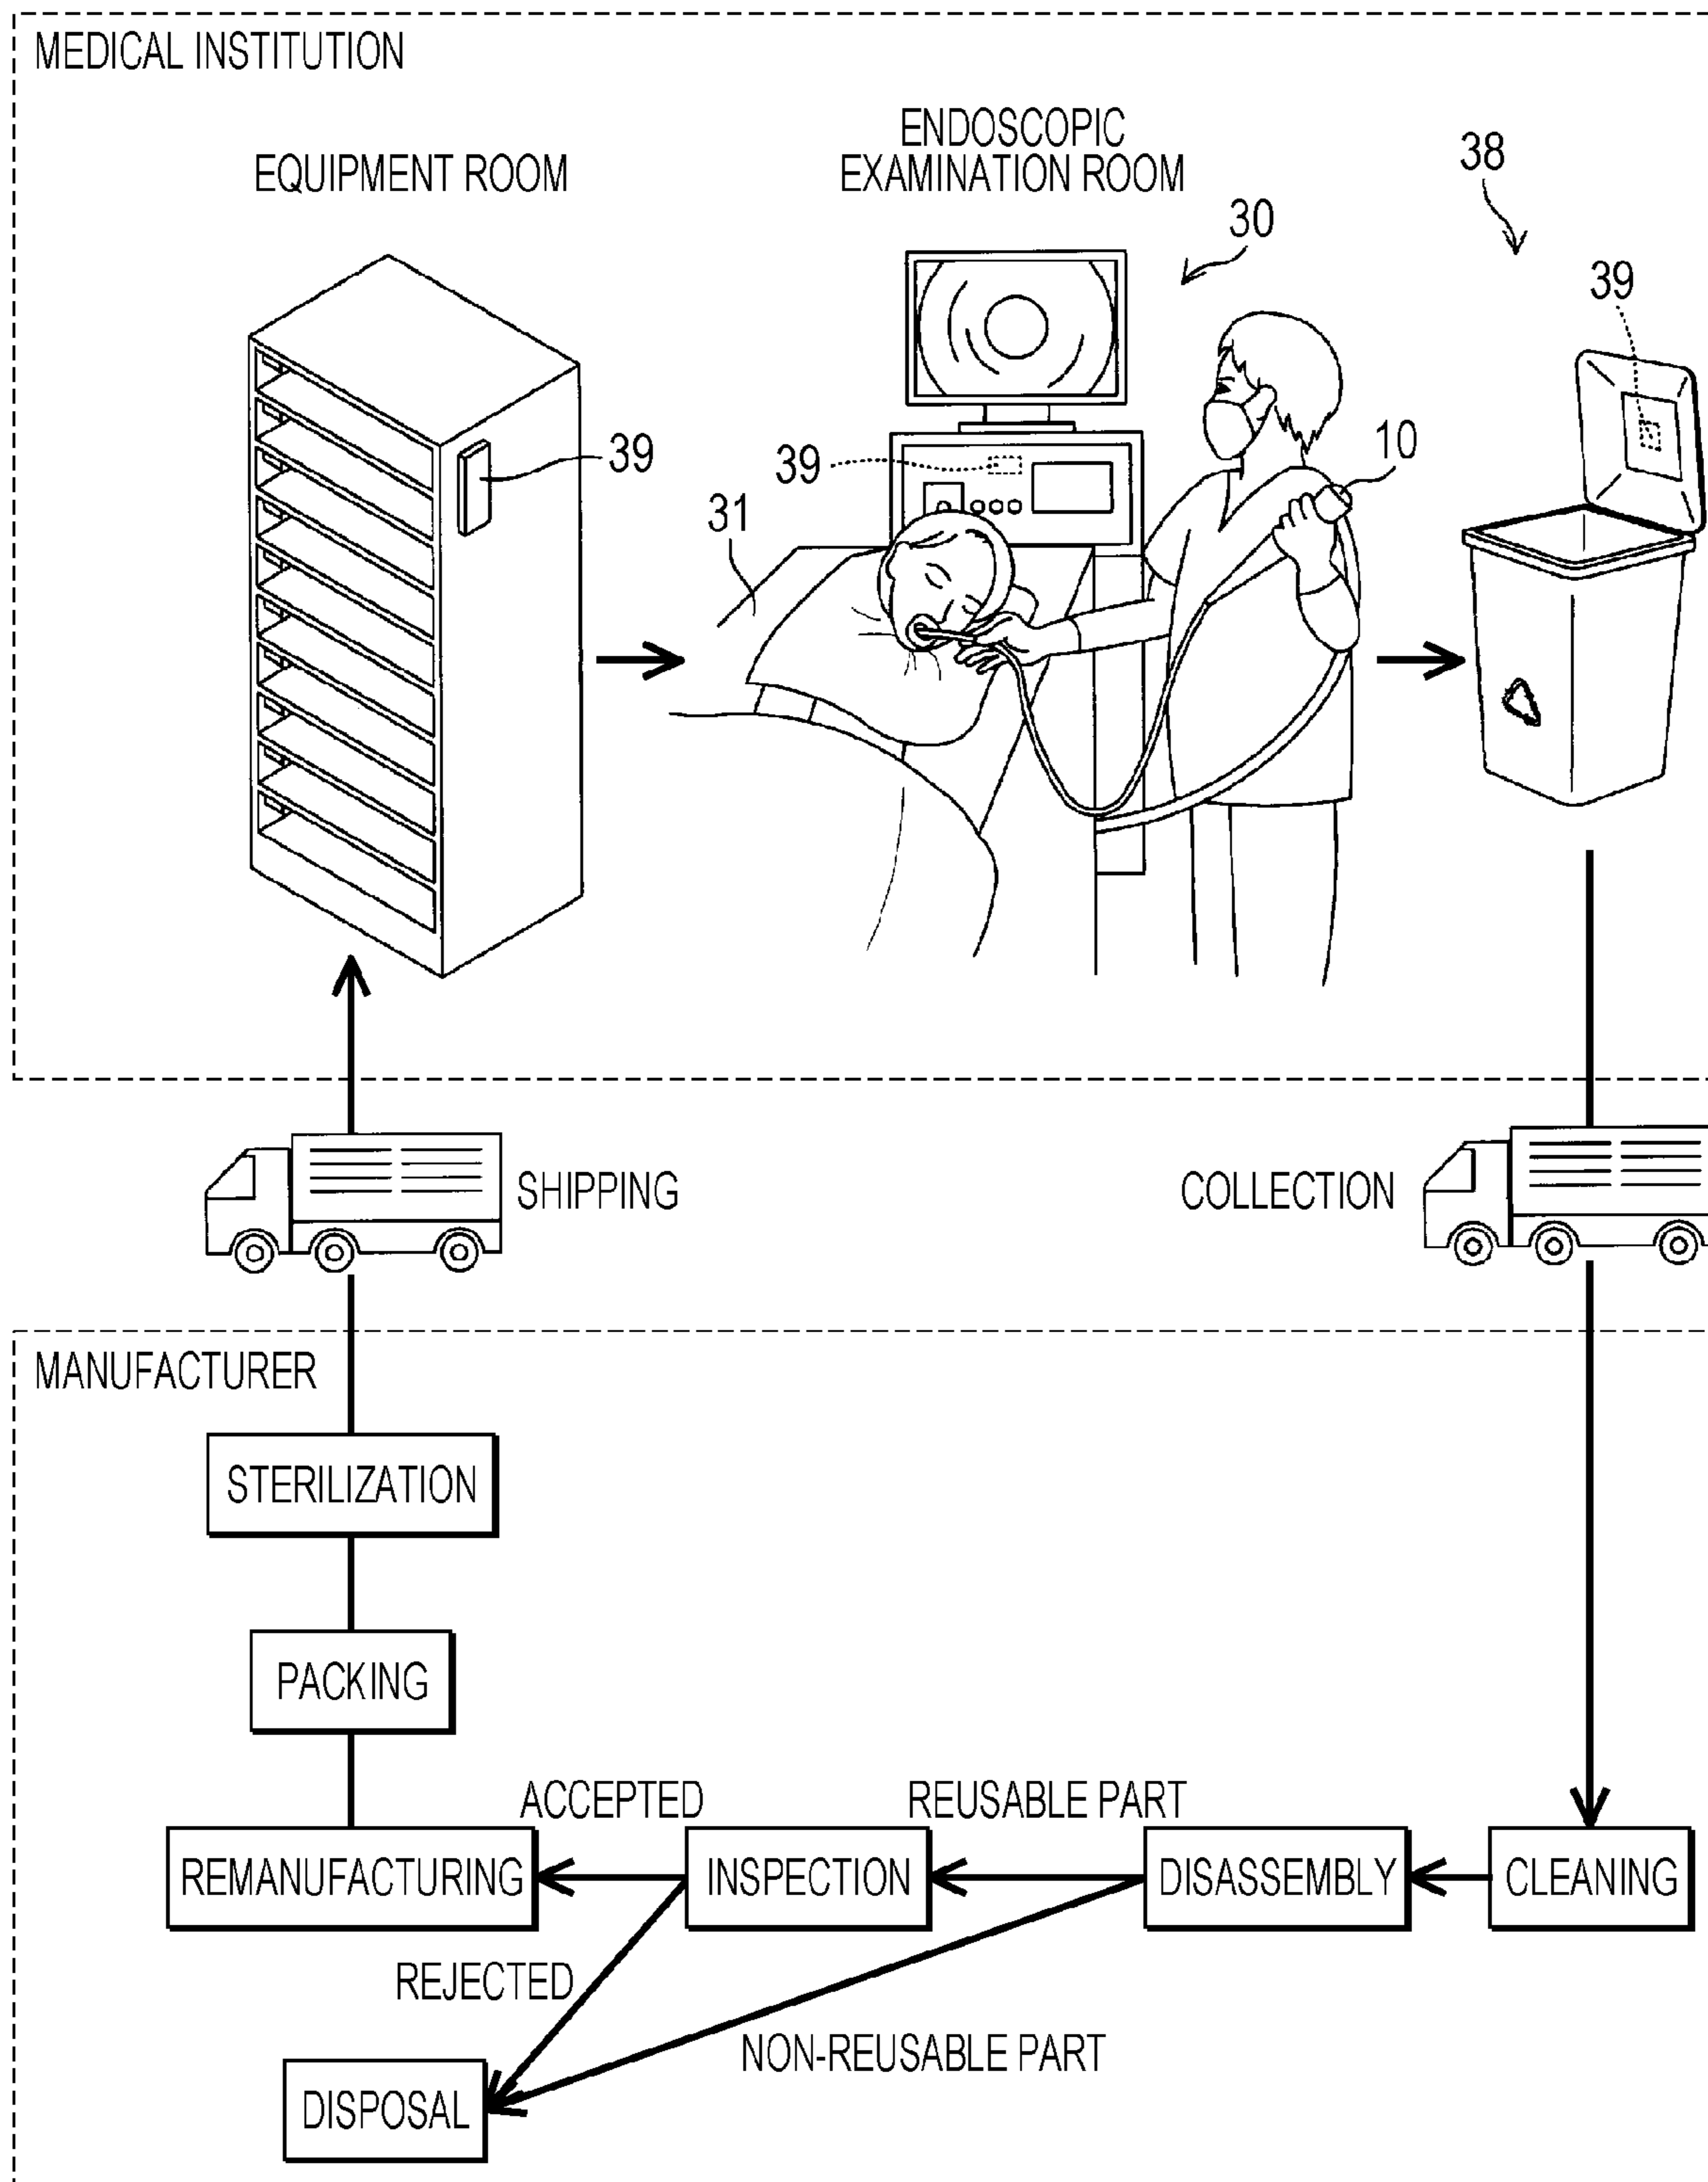 MEDICAL INSTITUTION
EQUIPMENT ROOM
ENDOSCOPIC
EXAMINATION ROOM
38
30
39
39
39
10
31
SHIPPING
COLLECTION
MANUFACTURER
STERILIZATION
PACKING
ACCEPTED
REUSABLE PART
REMANUFACTURING
INSPECTION
DISASSEMBLY
CLEANING
REJECTED
NON-REUSABLE PART
DISPOSAL